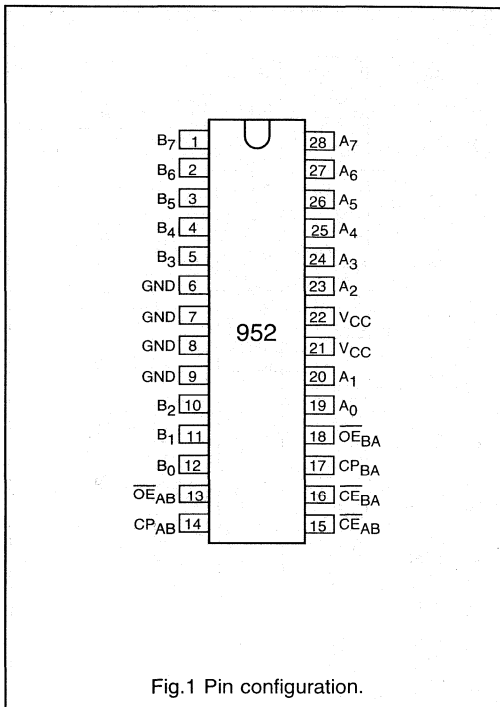 B7 1 28 A7
B6 2 27 A6
B5 3 26 A5
B4 4 25 A4
B3 5 24 A3
GND 6 23 A2
GND 7 22 VCC
GND 8 21 VCC
952
GND 9 20 A1
B2 10 19 A0
B1 11 18 OEBA
B0 12 17 CPBA
OEAB 13 16 CEBA
CPAB 14 15 CEAB
Fig.1 Pin configuration.